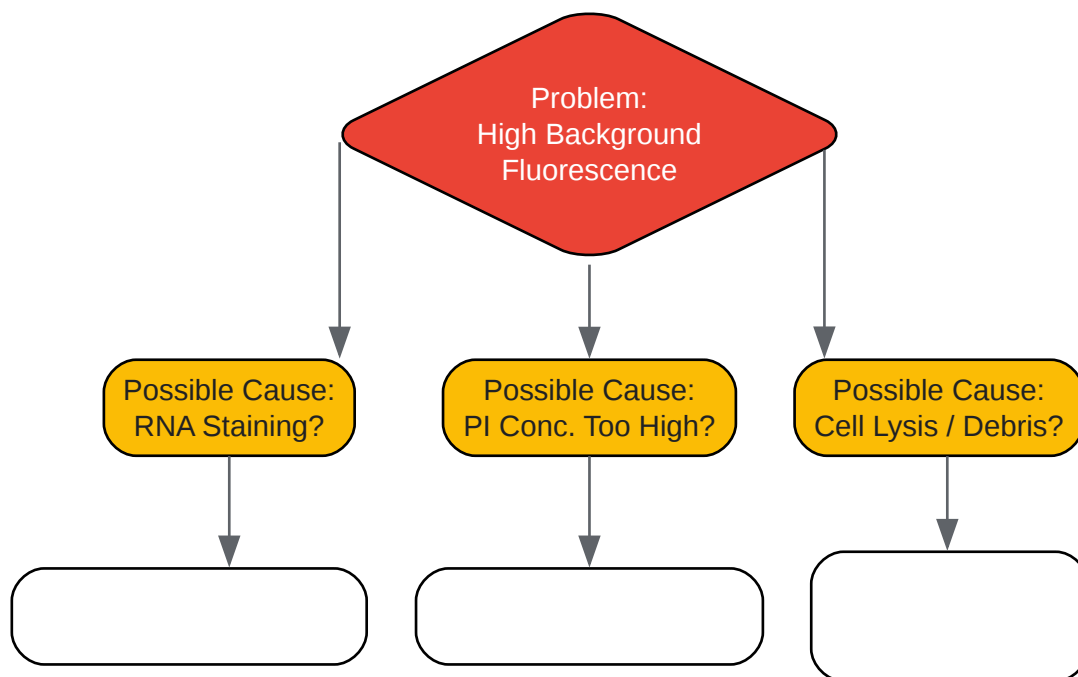 Problem:
High Background
Fluorescence
Possible Cause:
RNA Staining?
Possible Cause:
PI Conc. Too High?
Possible Cause:
Cell Lysis / Debris?